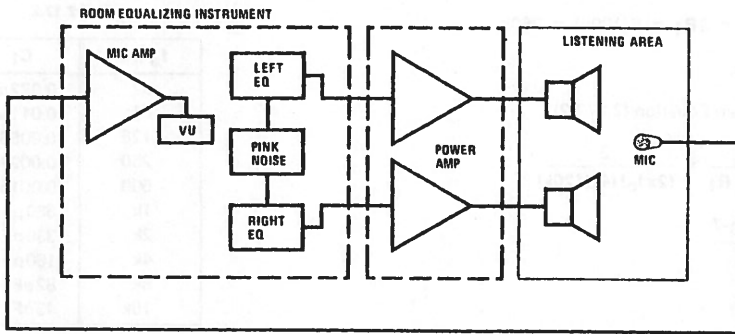 ROOM EQUALIZING INSTRUMENT
MIC AMP
VU
LEFT
EQ
PINK
NOISE
RIGHT
EQ
POWER
AMP
LISTENING AREA
MIC